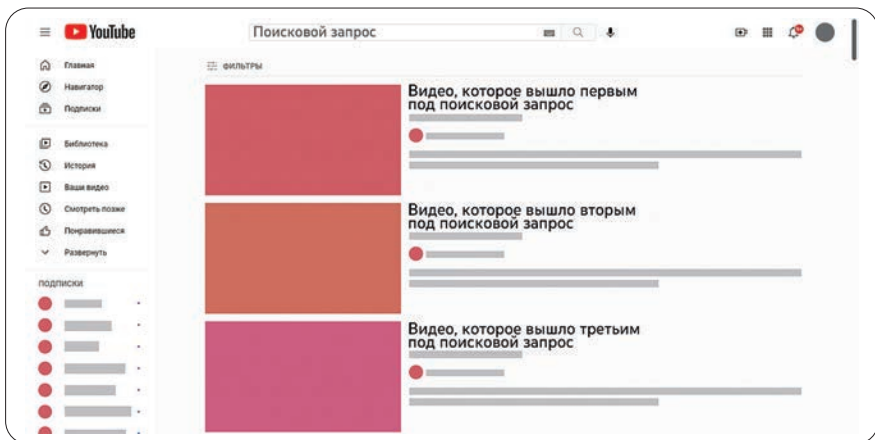 YouTube
Поисковой запрос
Главная
Навигатор
Подписки
Библиотека
История
Ваши видео
Смотреть позже
Понравившиеся
Развернуть
ПОДПИСКИ
ФИЛЬТРЫ
Видео, которое вышло первым
под поисковой запрос
Видео, которое вышло вторым
под поисковой запрос
Видео, которое вышло третьим
под поисковой запрос